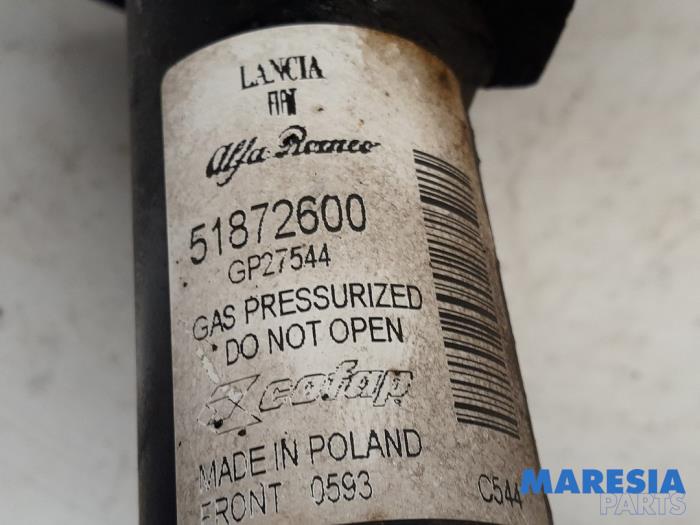 LANCIA
FIAT
Alfa Romeo
51872600
GP27544
GAS PRESSURIZED
DO NOT OPEN
cofap
MADE IN POLAND
FRONT 0593 C544
MARESIA
PARTS